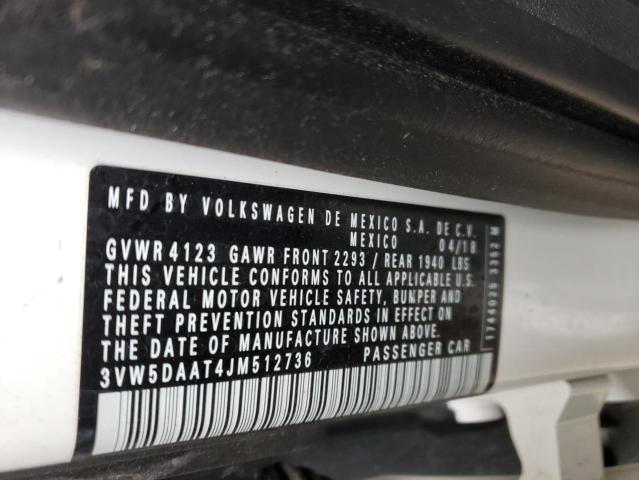 MFD BY VOLKSWAGEN DE MEXICO S.A. DE C.V.
MEXICO 04/18
GVWR 4123 GAWR FRONT 2293 / REAR 1940 LBS
THIS VEHICLE CONFORMS TO ALL APPLICABLE U.S.
FEDERAL MOTOR VEHICLE SAFETY, BUMPER AND
THEFT PREVENTION STANDARDS IN EFFECT ON
THE DATE OF MANUFACTURE SHOWN ABOVE.
3VW5DAAT4JM512736 PASSENGER CAR
1744025 3352 M